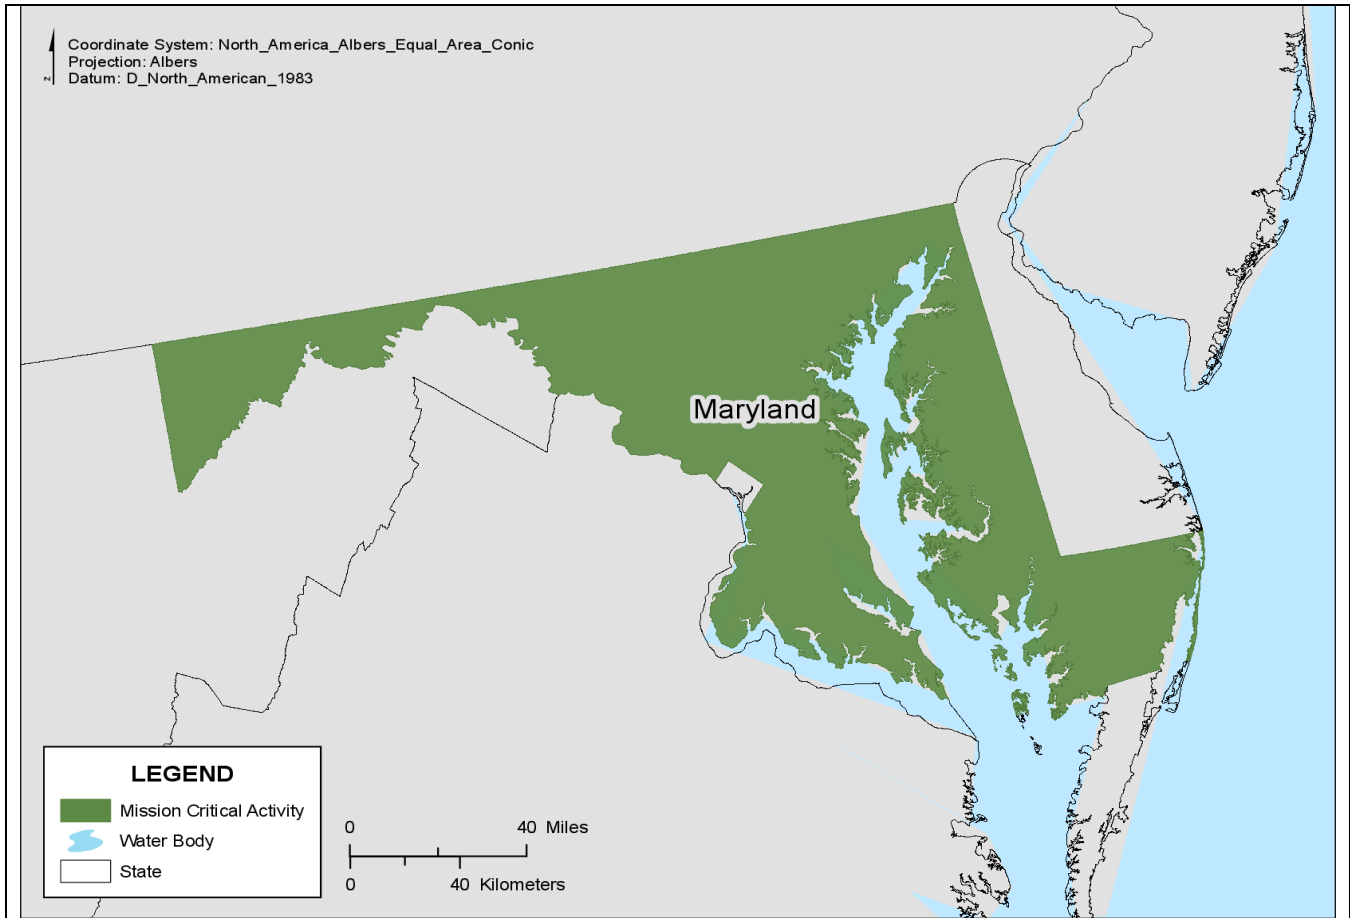 Coordinate System: North_America_Albers_Equal_Area_Conic
Projection: Albers
Datum: D_North_American_1983
N
Maryland
LEGEND
Mission Critical Activity
Water Body
State
0 40 Miles
0 40 Kilometers